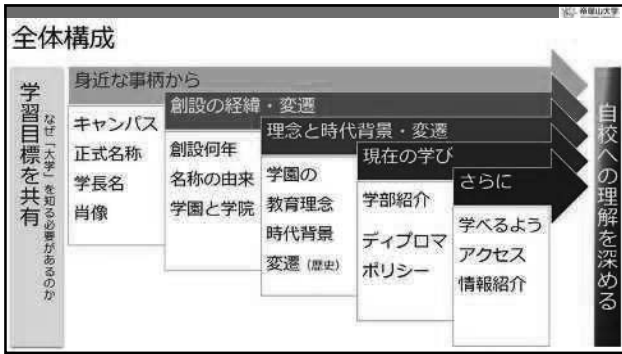 帝塚山大学
全体構成
学習目標を共有
なぜ「大学」を知る必要があるのか
身近な事柄から
キャンパス
正式名称
学長名
肖像
創設の経緯・変遷
創設何年
名称の由来
学園と学院
理念と時代背景・変遷
学園の
教育理念
時代背景
変遷（歴史）
現在の学び
学部紹介
ディプロマ
ポリシー
さらに
学べるよう
アクセス
情報紹介
自校への理解を深める